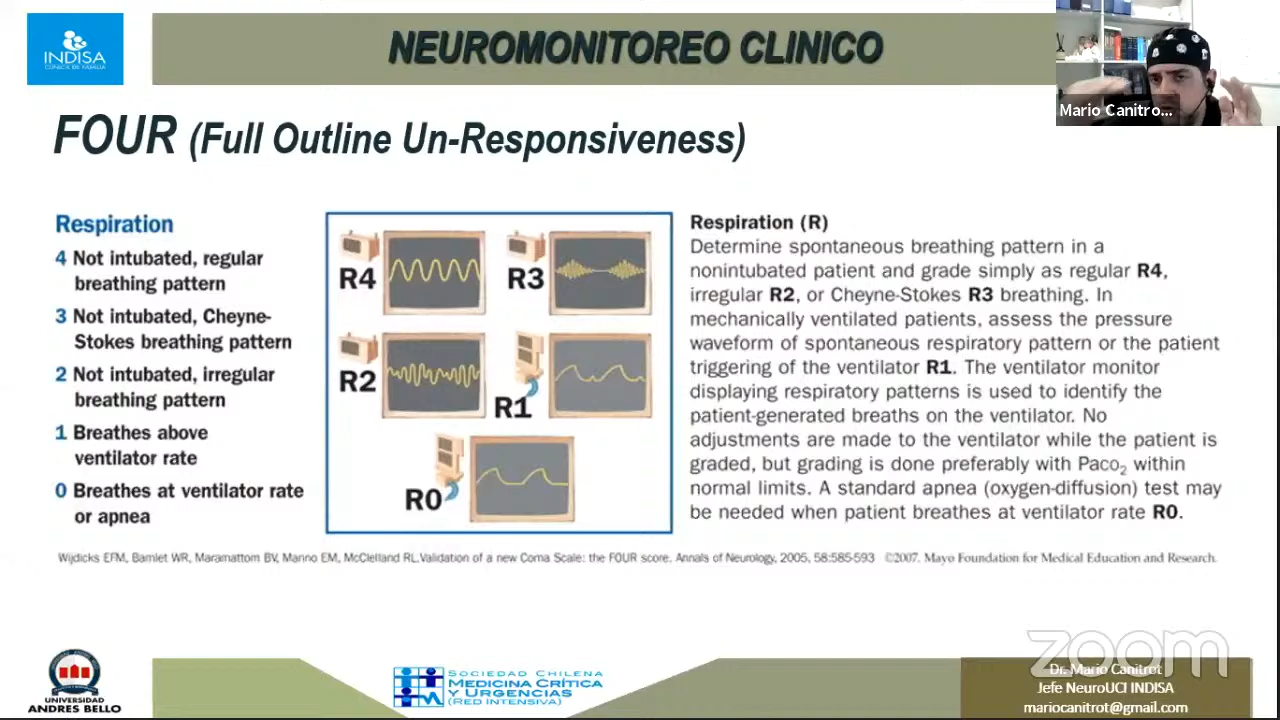 INDISA
CLINICA DE FAMILIA
NEUROMONITOREO CLINICO
Mario Canitro...
FOUR (Full Outline Un-Responsiveness)
Respiration
4 Not intubated, regular
breathing pattern
3 Not intubated, Cheyne-
Stokes breathing pattern
2 Not intubated, irregular
breathing pattern
1 Breathes above
ventilator rate
0 Breathes at ventilator rate
or apnea
R4
R3
R2
R1
R0
Respiration (R)
Determine spontaneous breathing pattern in a
nonintubated patient and grade simply as regular R4,
irregular R2, or Cheyne-Stokes R3 breathing. In
mechanically ventilated patients, assess the pressure
waveform of spontaneous respiratory pattern or the patient
triggering of the ventilator R1. The ventilator monitor
displaying respiratory patterns is used to identify the
patient-generated breaths on the ventilator. No
adjustments are made to the ventilator while the patient is
graded, but grading is done preferably with Paco₂ within
normal limits. A standard apnea (oxygen-diffusion) test may
be needed when patient breathes at ventilator rate R0.
Wijdicks EFM, Bamlet WR, Maramattom BV, Manno EM, McClelland RL.Validation of a new Coma Scale: the FOUR score. Annals of Neurology, 2005, 58:585-593 ©2007. Mayo Foundation for Medical Education and Research.
UNIVERSIDAD
ANDRES BELLO
SOCIEDAD CHILENA
MEDICINA CRÍTICA
Y URGENCIAS
(RED INTENSIVA)
zoom
Dr. Mario Canitrot
Jefe NeuroUCI INDISA
mariocanitrot@gmail.com